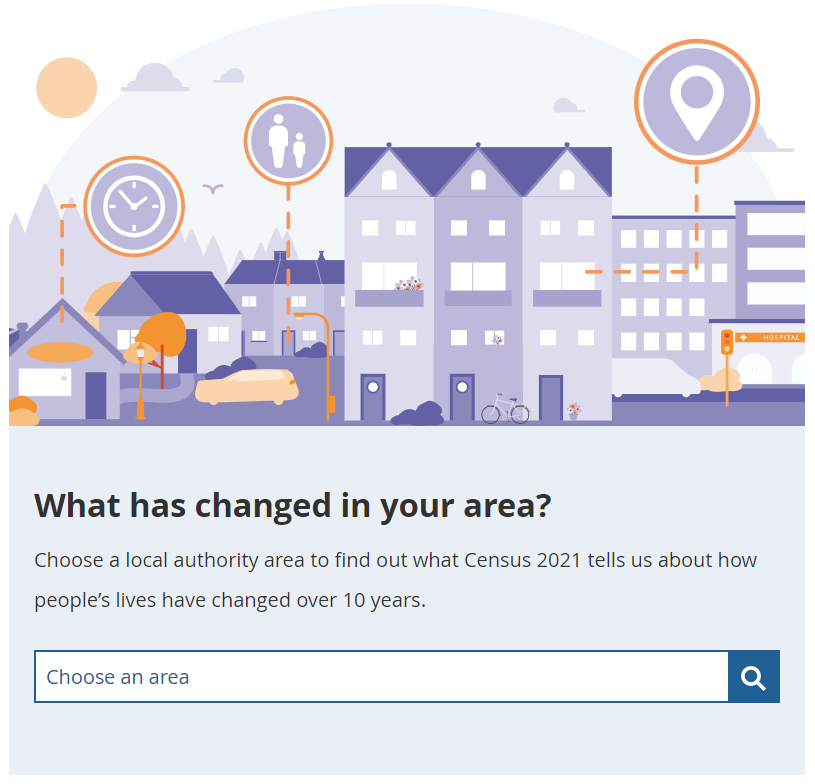 HOSPITAL
What has changed in your area?
Choose a local authority area to find out what Census 2021 tells us about how
people’s lives have changed over 10 years.
Choose an area